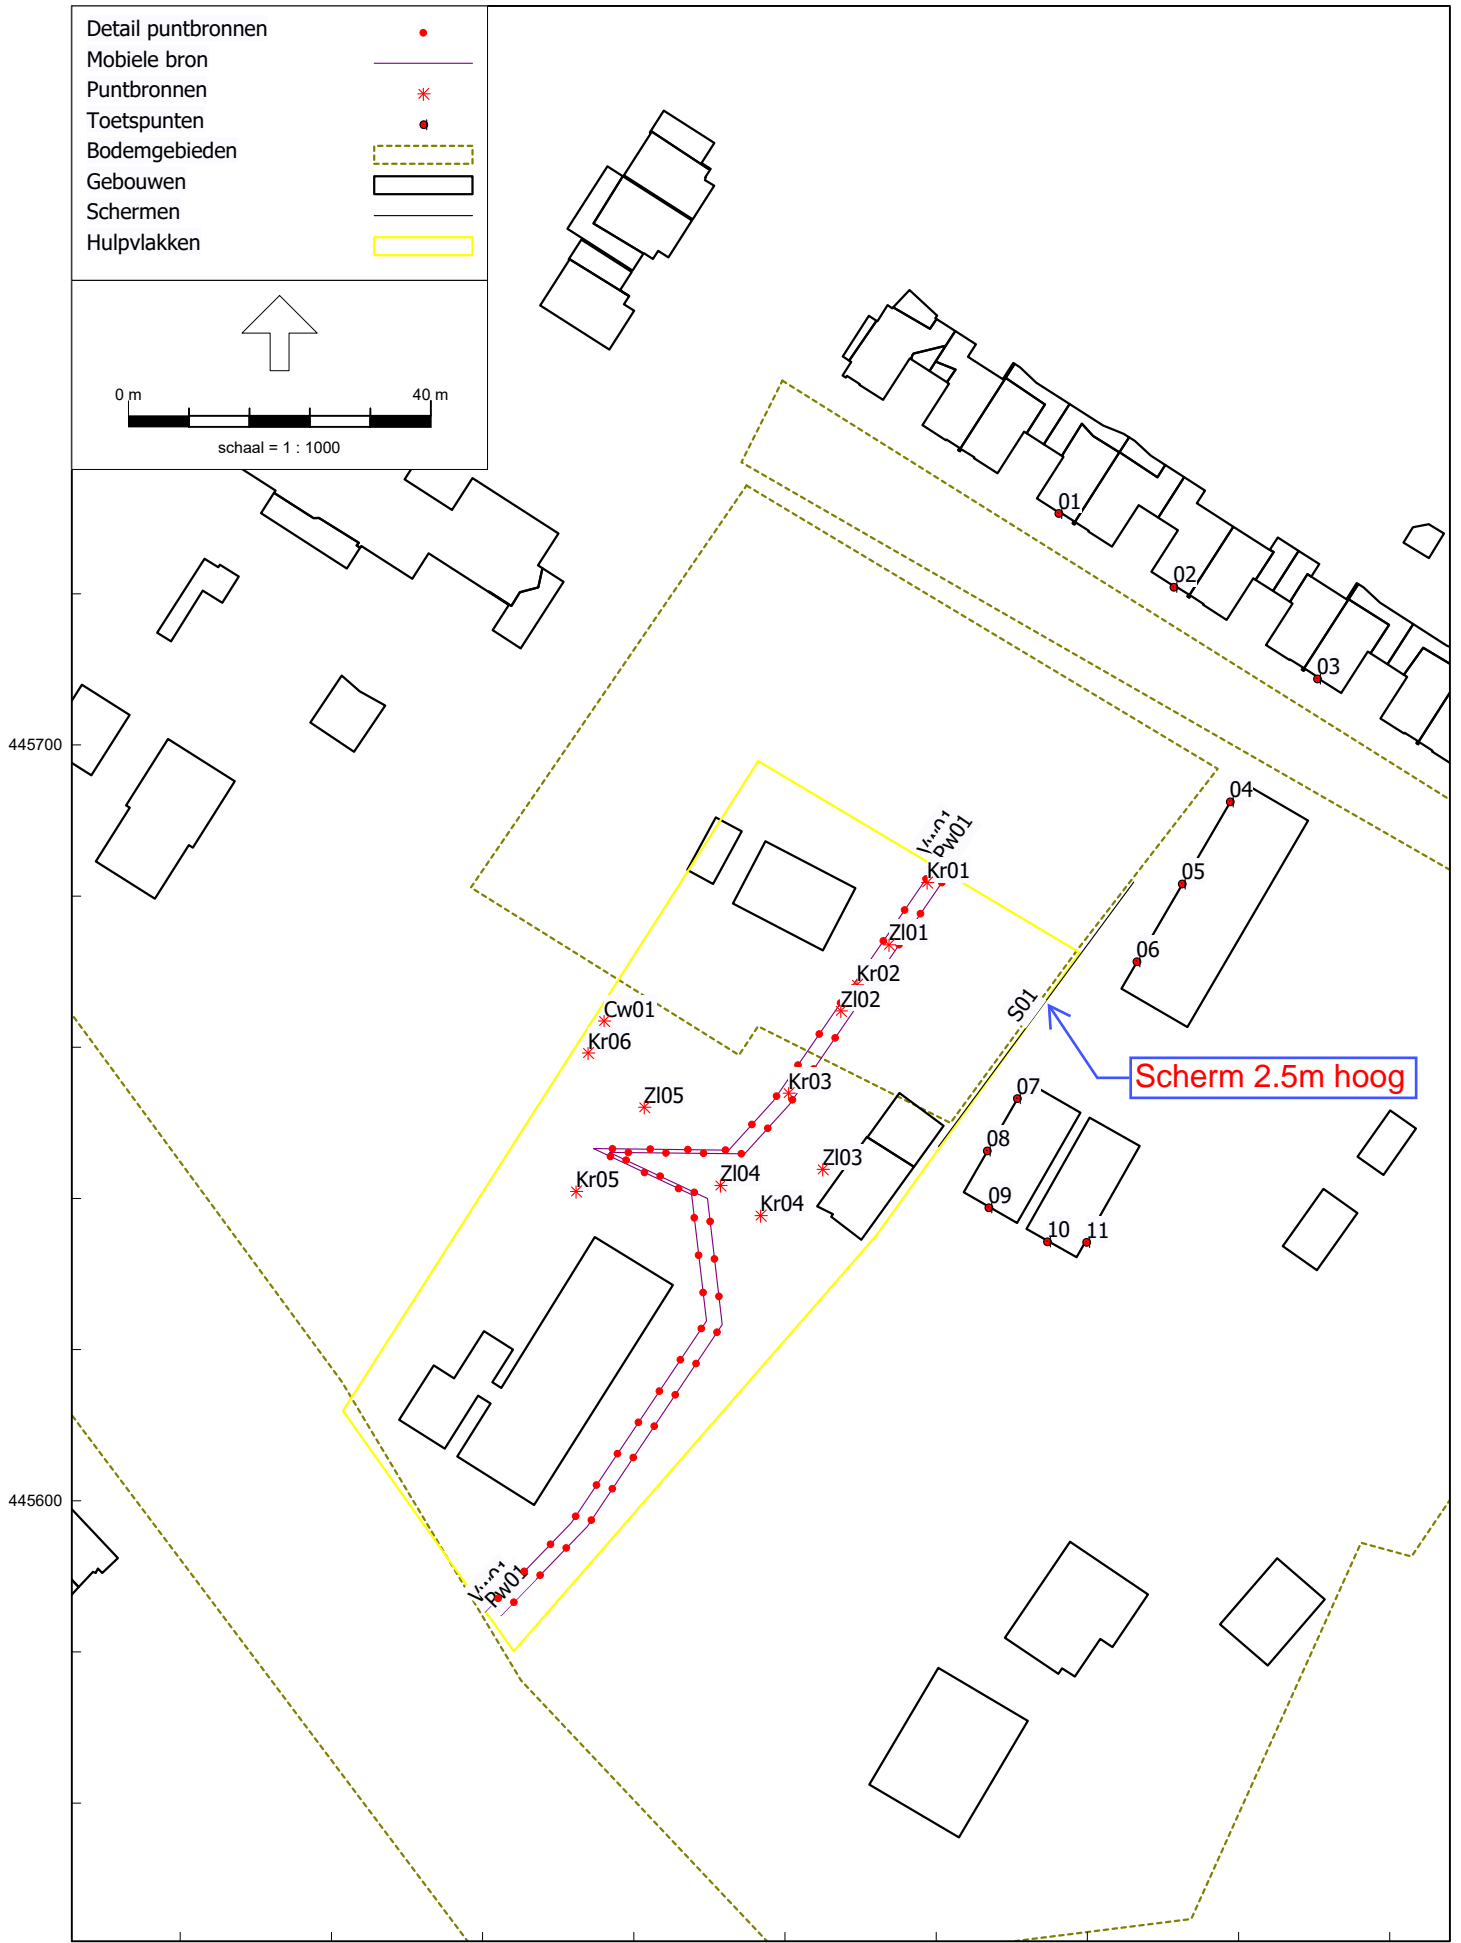 Detail puntbronnen
Mobiele bron
Puntbronnen
Toetspunten
Bodemgebieden
Gebouwen
Schermen
Hulpvlakken
0 m
40 m
schaal = 1 : 1000
01
02
03
445700
04
Pw01
Kr01
05
Zl01
06
Kr02
Zl02
S01
Cw01
Kr06
Scherm 2.5m hoog
Kr03
07
Zl05
08
Zl03
Zl04
Kr05
Kr04
09
10
11
445600
Pw01